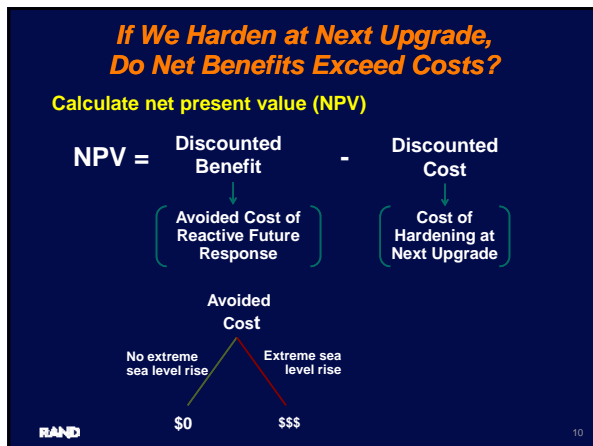 If We Harden at Next Upgrade,
Do Net Benefits Exceed Costs?
Calculate net present value (NPV)
NPV = Discounted Benefit - Discounted Cost
Avoided Cost of
Reactive Future
Response
Cost of
Hardening at
Next Upgrade
Avoided
Cost
No extreme
sea level rise
Extreme sea
level rise
$0
$$$
RAND
10